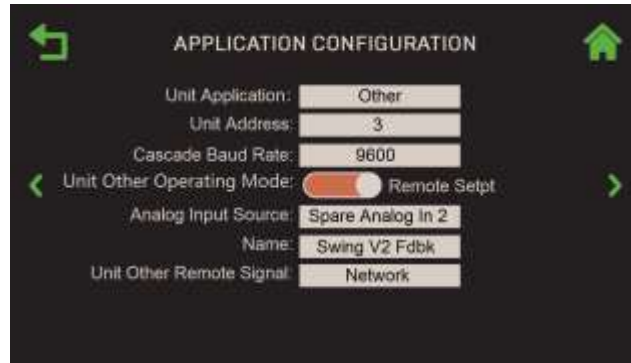 APPLICATION CONFIGURATION
Unit Application: Other
Unit Address: 3
Cascade Baud Rate: 9600
Unit Other Operating Mode: Remote Setpt
Analog Input Source: Spare Analog In 2
Name: Swing V2 Fdbk
Unit Other Remote Signal: Network